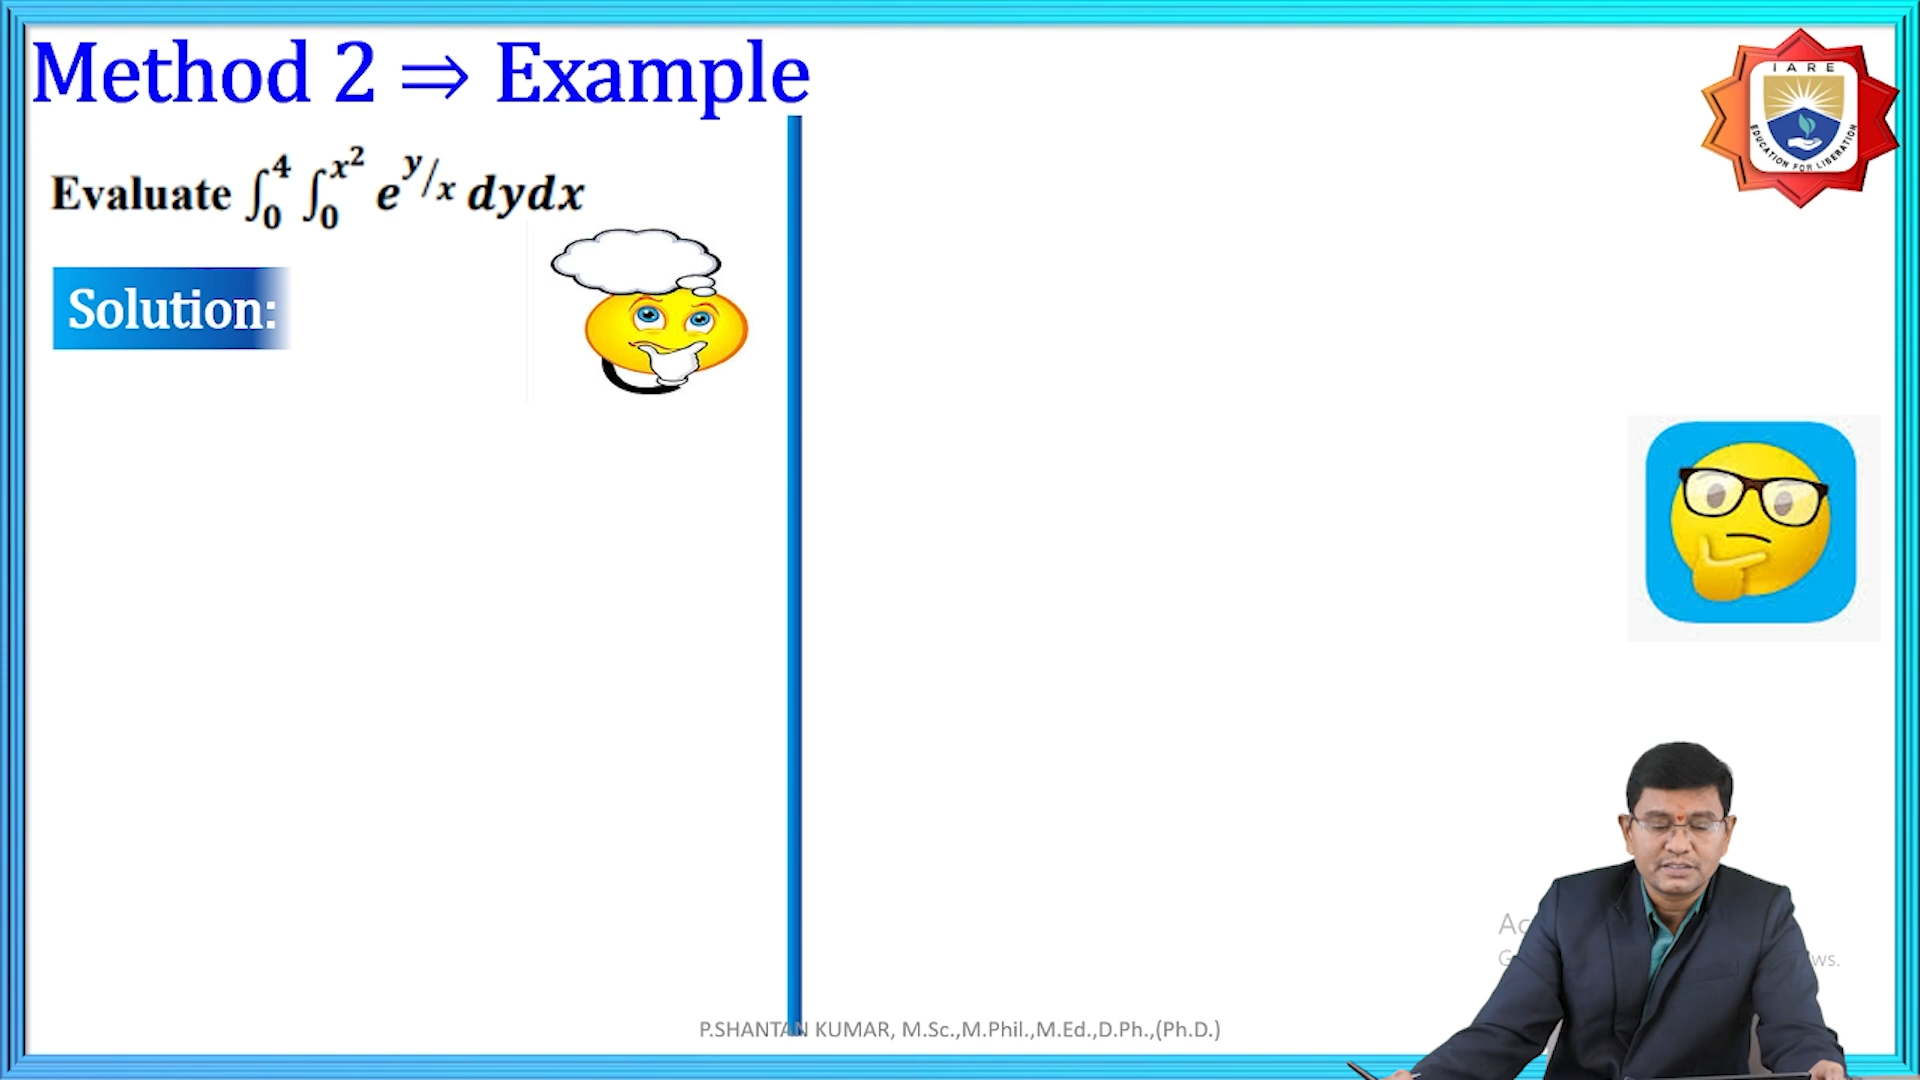 Method 2 ⇒ Example
IARE
EDUCATION FOR LIBERATION
Evaluate ∫₀⁴ ∫₀^{x²} e^{y/x} dydx
Solution:
P.SHANTAN KUMAR, M.Sc.,M.Phil.,M.Ed.,D.Ph.,(Ph.D.)